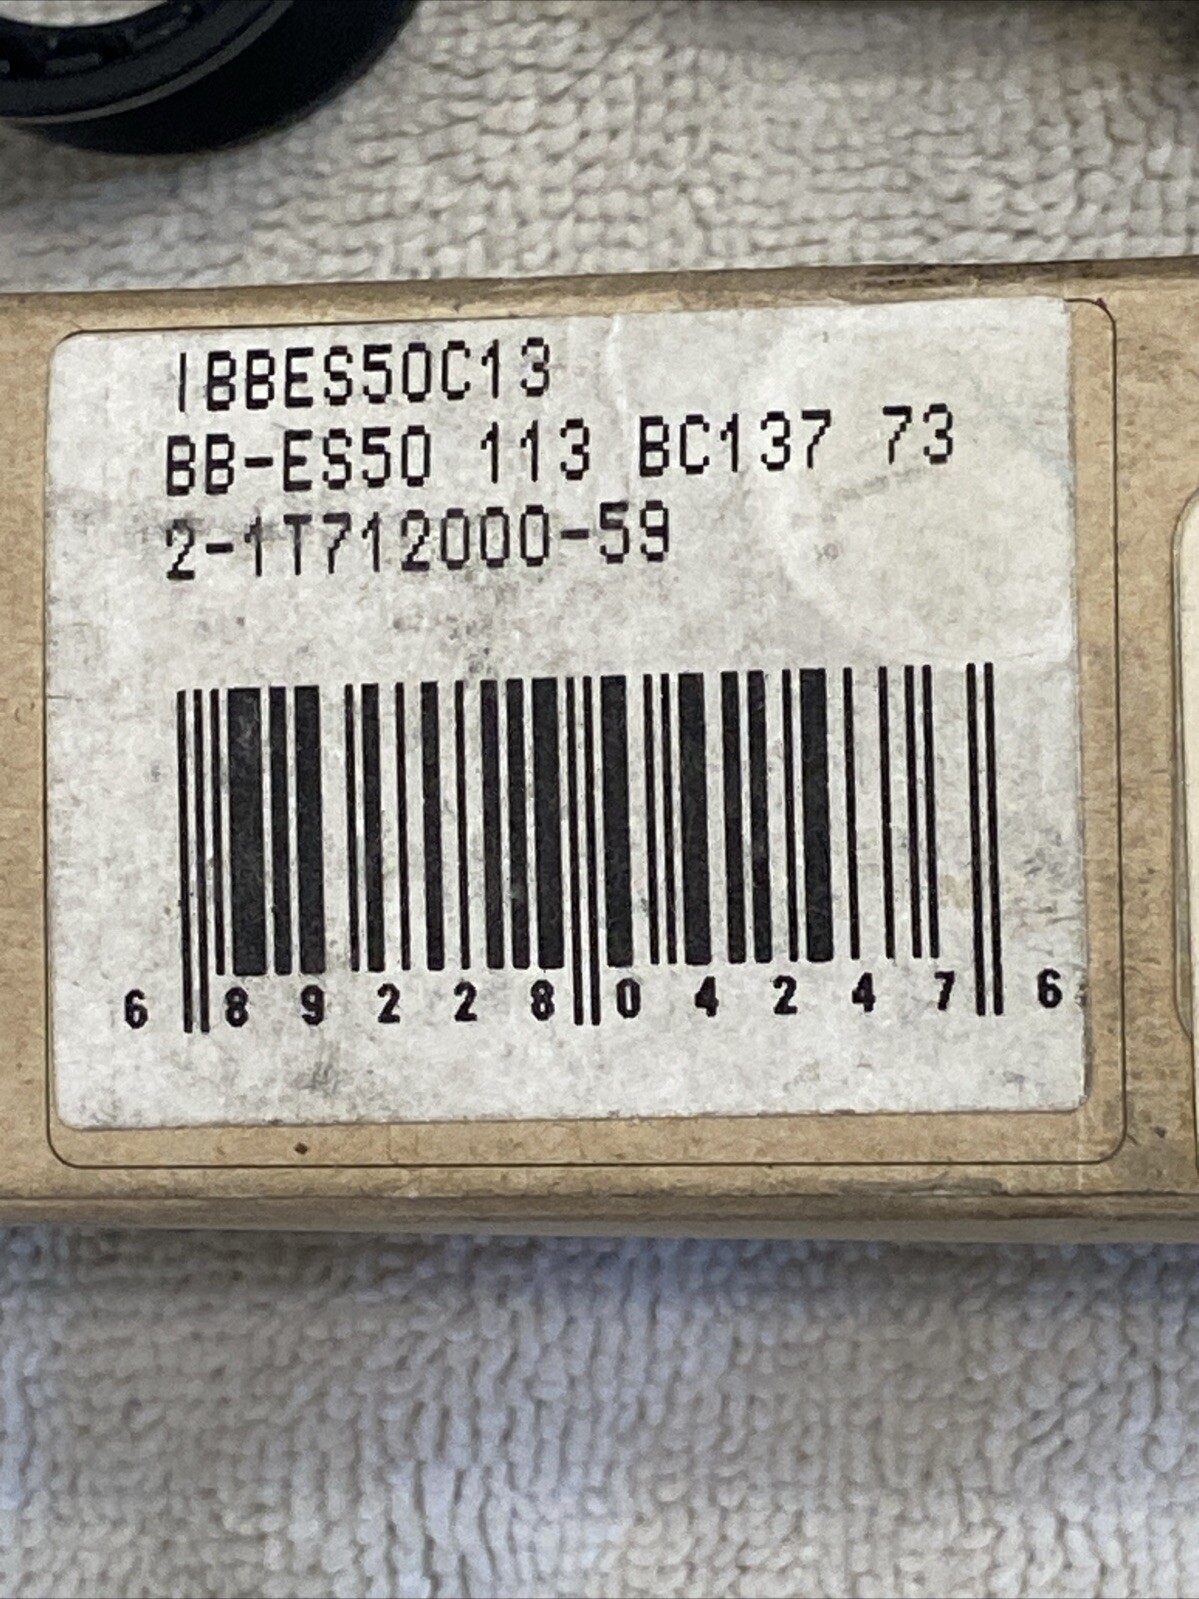 IBBES50C13
BB-ES50 113 BC137 73
2-1T712000-59
6 89228 04247 6